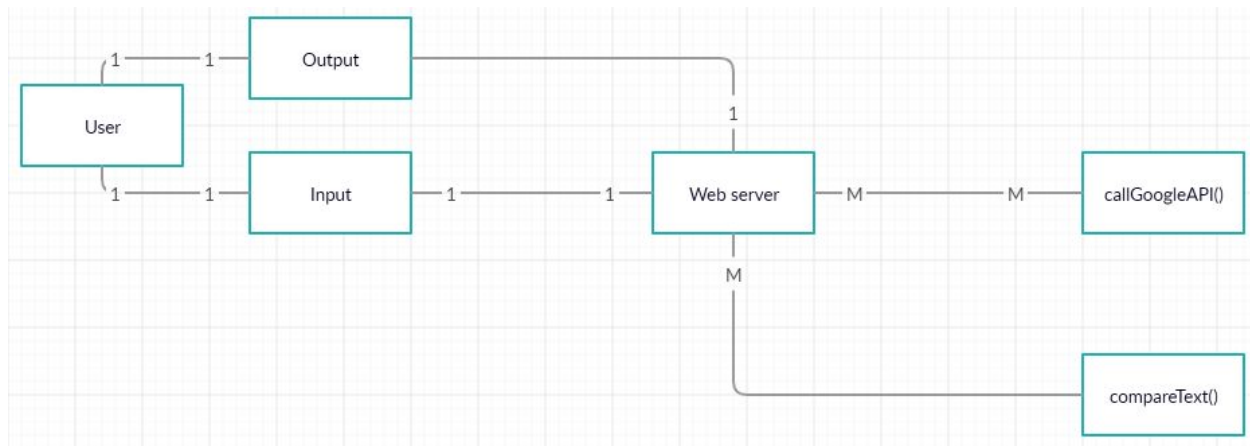 1
1
Output
User
1
1
1
Input
1
1
Web server
M
M
callGoogleAPI()
M
compareText()